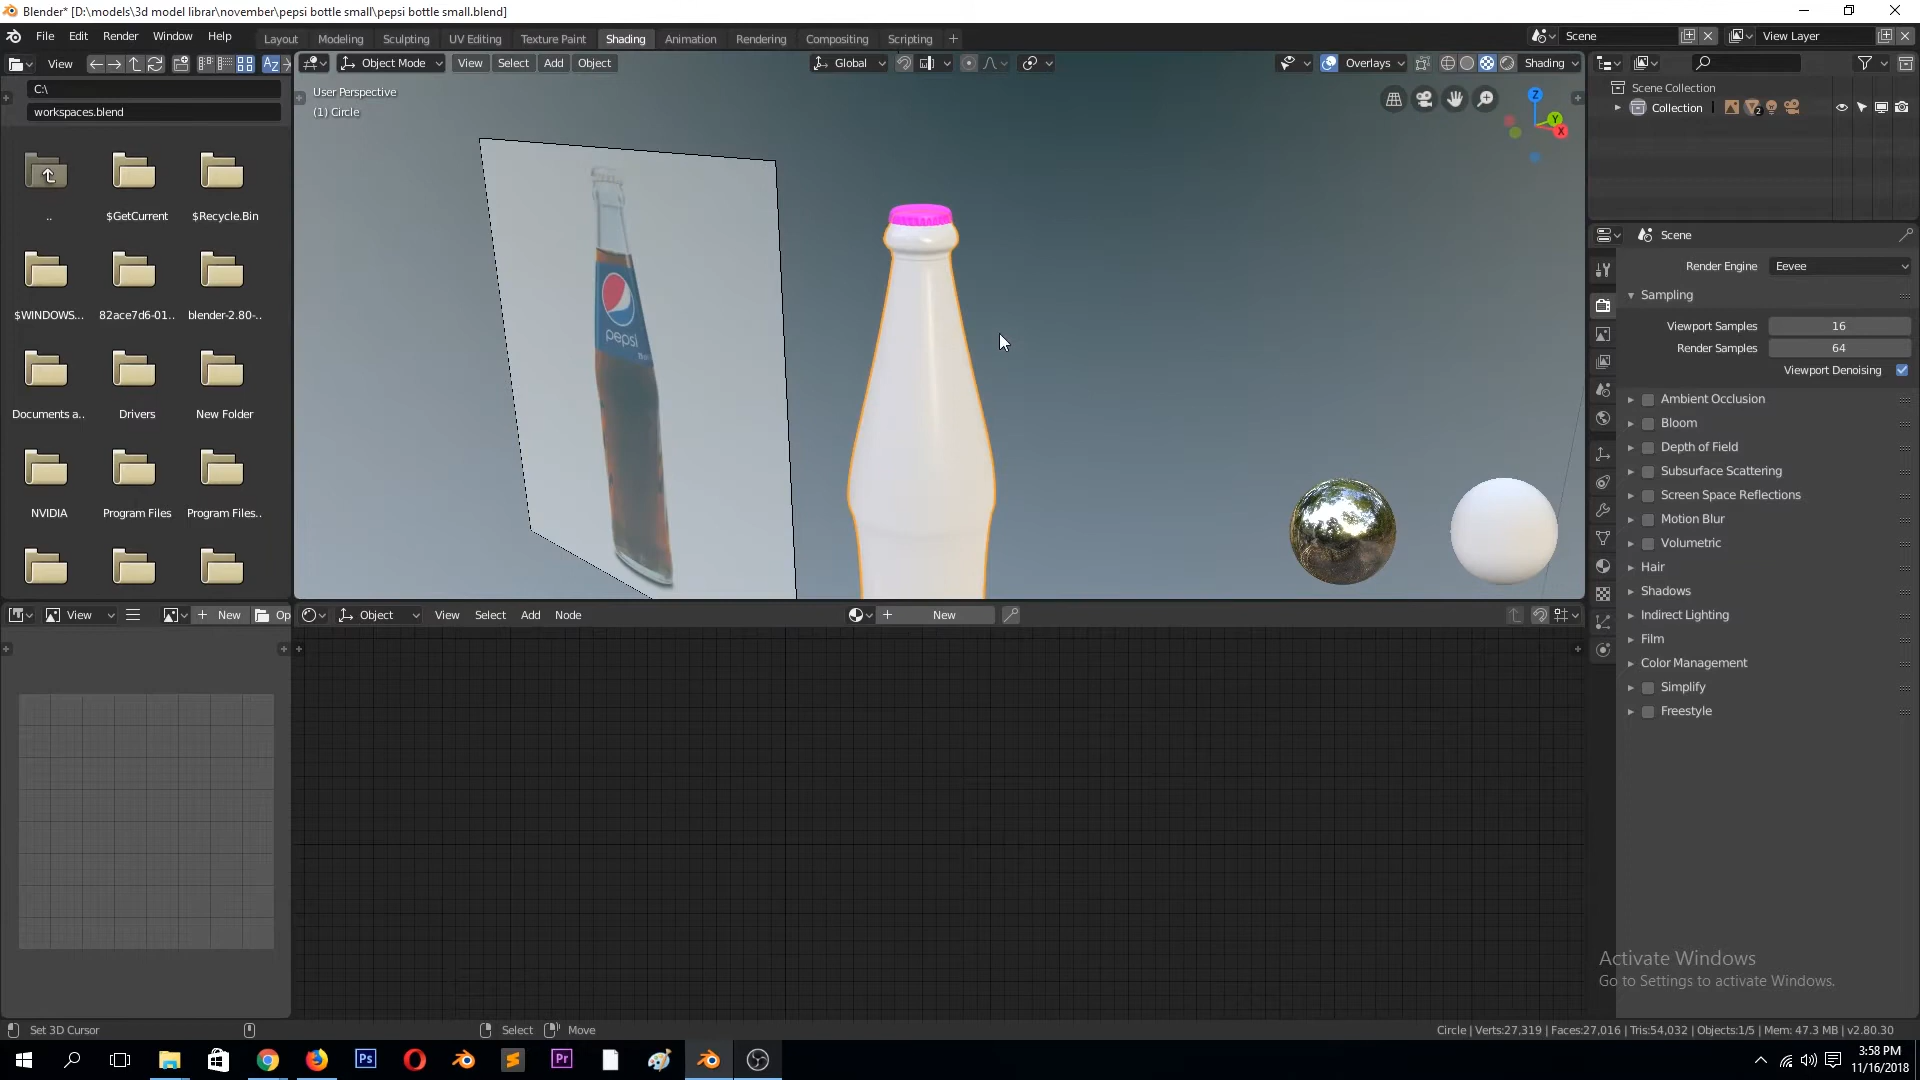 Blender* [D:\models\3d model librar\november\pepsi bottle small\pepsi bottle small.blend]
File Edit Render Window Help
Layout Modeling Sculpting UV Editing Texture Paint Shading Animation Rendering Compositing Scripting
Scene
View Layer
View
C:\
workspaces.blend
..
$GetCurrent
$Recycle.Bin
$WINDOWS...
82ace7d6-01..
blender-2.80-..
Documents a..
Drivers
New Folder
NVIDIA
Program Files
Program Files..
Object Mode View Select Add Object
Global
Overlays
Shading
User Perspective
(1) Circle
pepsi
Z
Y
X
Scene Collection
Collection
2
Scene
Render Engine
Eevee
Sampling
Viewport Samples 16
Render Samples 64
Viewport Denoising
Ambient Occlusion
Bloom
Depth of Field
Subsurface Scattering
Screen Space Reflections
Motion Blur
Volumetric
Hair
Shadows
Indirect Lighting
Film
Color Management
Simplify
Freestyle
View New Op
Object View Select Add Node
New
Activate Windows
Go to Settings to activate Windows.
Set 3D Cursor
Select
Move
Circle | Verts:27,319 | Faces:27,016 | Tris:54,032 | Objects:1/5 | Mem: 47.3 MB | v2.80.30
Ps
Pr
3:58 PM
11/16/2018